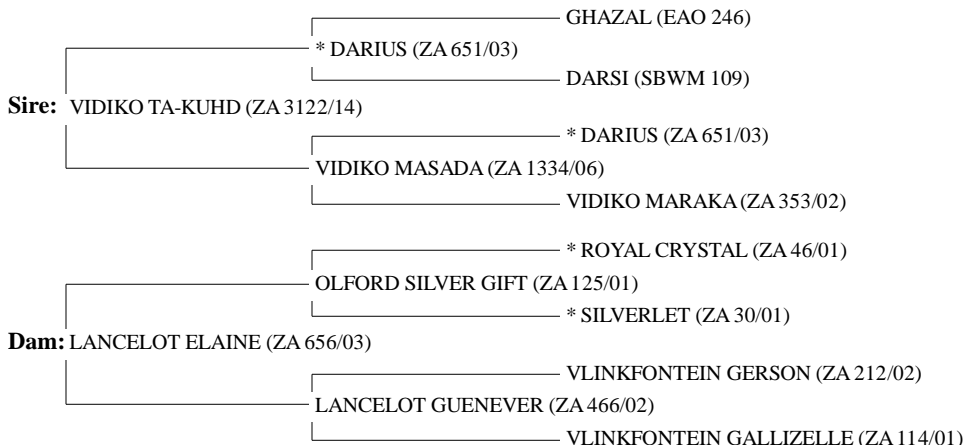 GHAZAL (EAO 246)
* DARIUS (ZA 651/03)
DARSI (SBWM 109)
Sire: VIDIKO TA-KUHD (ZA 3122/14)
* DARIUS (ZA 651/03)
VIDIKO MASADA (ZA 1334/06)
VIDIKO MARAKA (ZA 353/02)
* ROYAL CRYSTAL (ZA 46/01)
OLFORD SILVER GIFT (ZA 125/01)
* SILVERLET (ZA 30/01)
Dam: LANCELOT ELAINE (ZA 656/03)
VLINKFONTEIN GERSON (ZA 212/02)
LANCELOT GUENEVER (ZA 466/02)
VLINKFONTEIN GALLIZELLE (ZA 114/01)